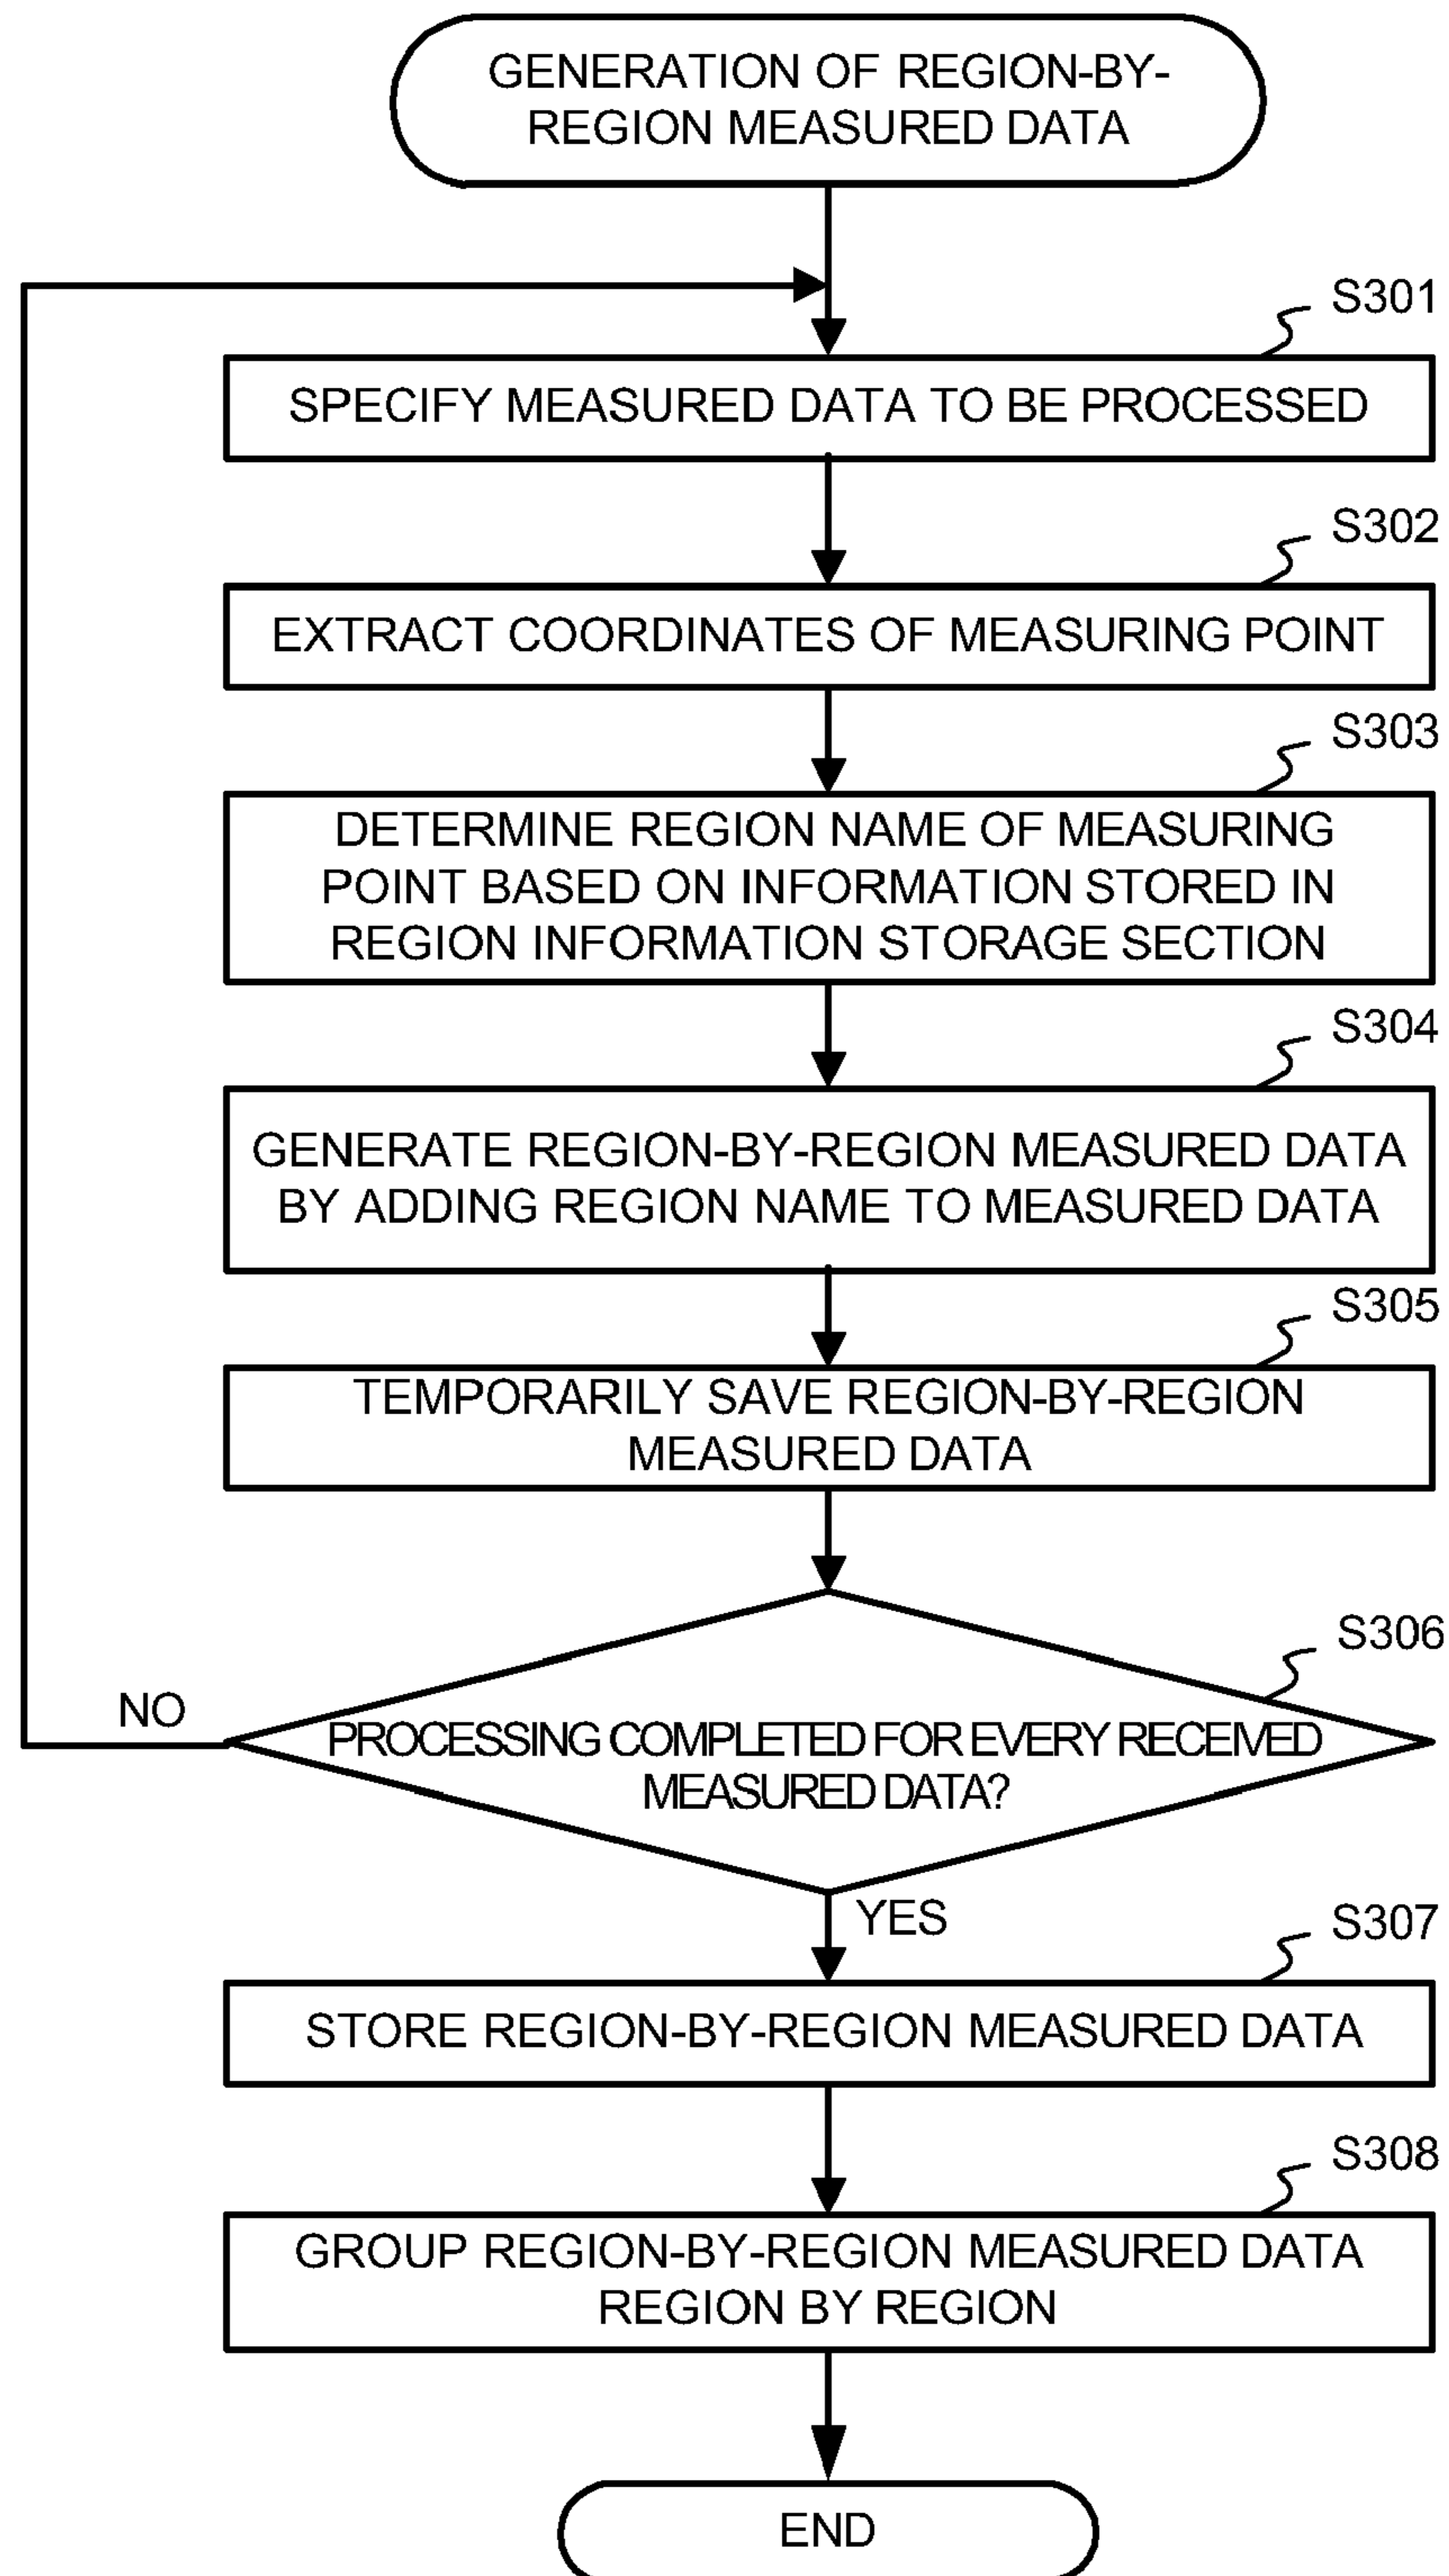 GENERATION OF REGION-BY-
REGION MEASURED DATA
S301
SPECIFY MEASURED DATA TO BE PROCESSED
S302
EXTRACT COORDINATES OF MEASURING POINT
S303
DETERMINE REGION NAME OF MEASURING
POINT BASED ON INFORMATION STORED IN
REGION INFORMATION STORAGE SECTION
S304
GENERATE REGION-BY-REGION MEASURED DATA
BY ADDING REGION NAME TO MEASURED DATA
S305
TEMPORARILY SAVE REGION-BY-REGION
MEASURED DATA
S306
NO
PROCESSING COMPLETED FOR EVERY RECEIVED
MEASURED DATA?
YES
S307
STORE REGION-BY-REGION MEASURED DATA
S308
GROUP REGION-BY-REGION MEASURED DATA
REGION BY REGION
END